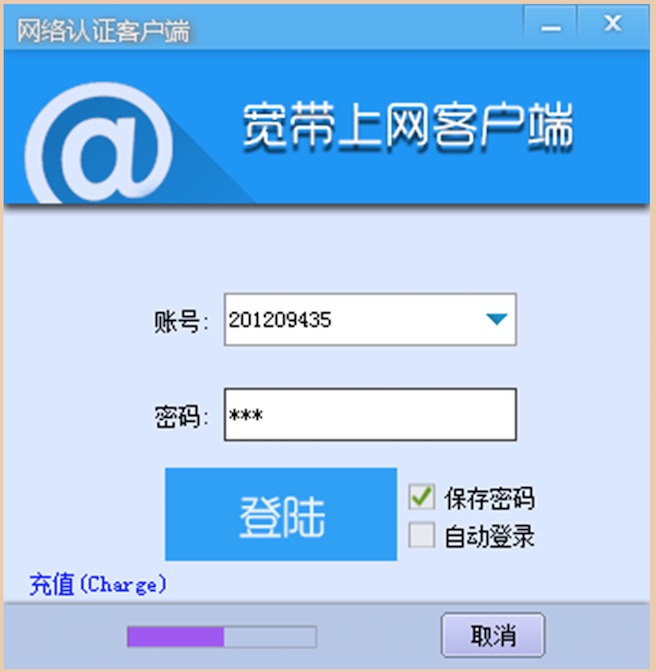 网络认证客户端
@
宽带上网客户端
账号: 201209435
密码: ***
登陆
保存密码
自动登录
充值(Charge)
取消